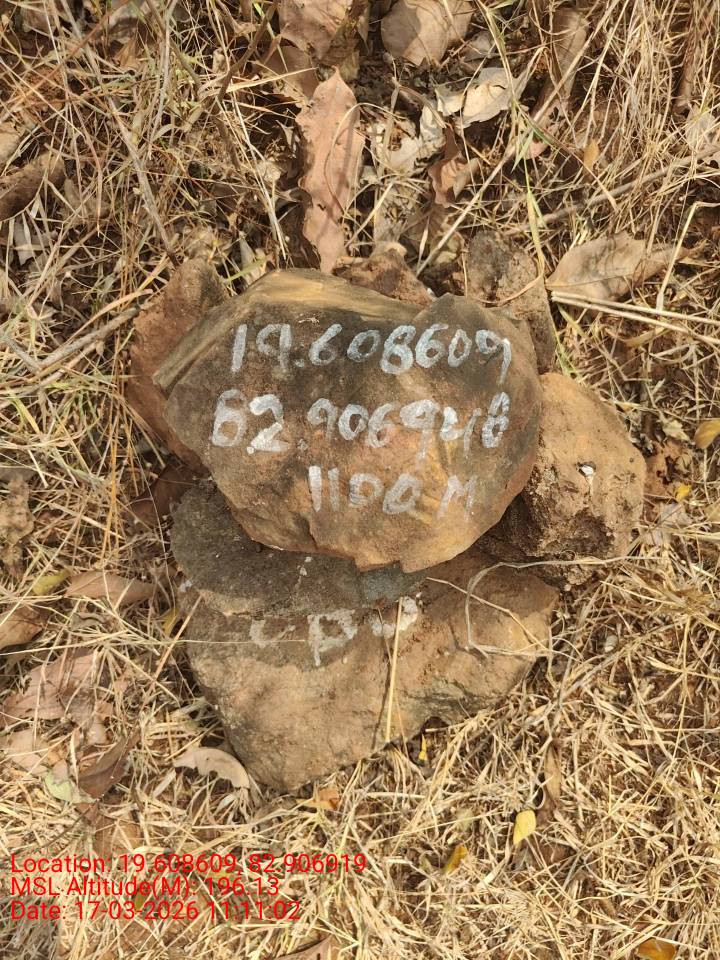 19.608609
82.906948
1100 M
Location: 19.608609, 82.906919
MSL Altitude(M): 196.13
Date: 17-03-2026 11:11:02